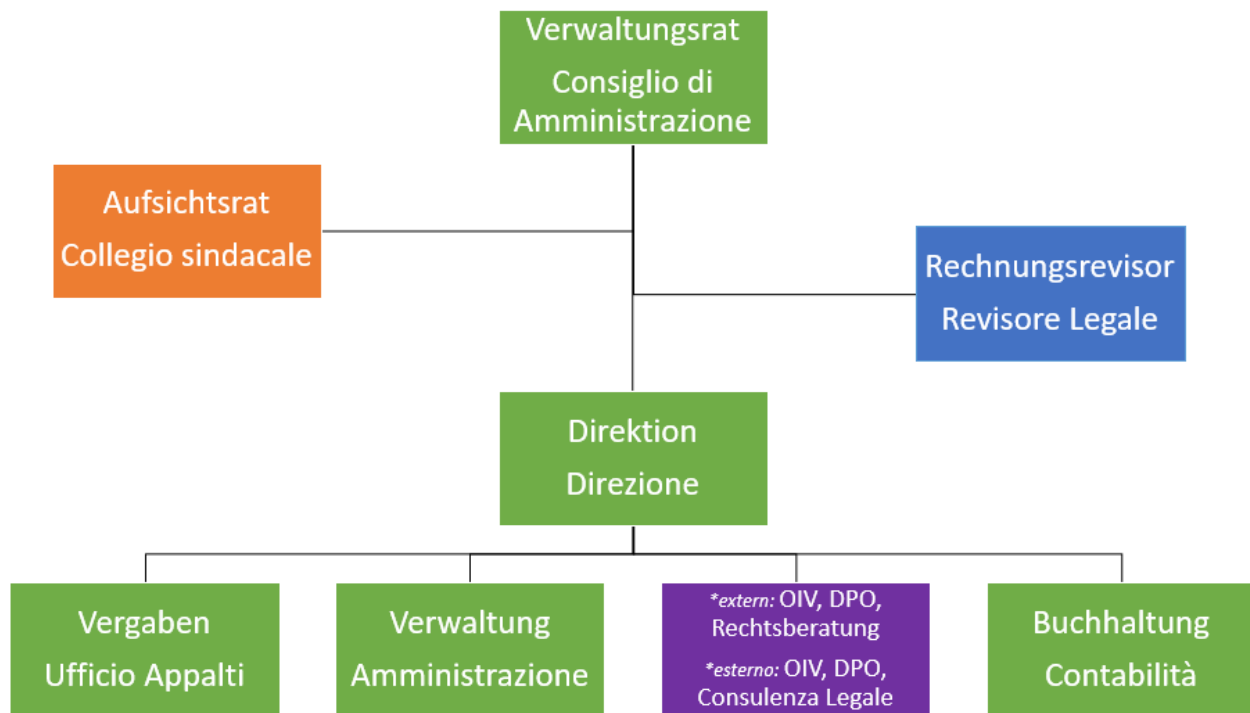 Verwaltungsrat
Consiglio di
Amministrazione
Aufsichtsrat
Collegio sindacale
Rechnungsrevisor
Revisore Legale
Direktion
Direzione
Vergaben
Ufficio Appalti
Verwaltung
Amministrazione
*extern: OIV, DPO,
Rechtsberatung
*esterno: OIV, DPO,
Consulenza Legale
Buchhaltung
Contabilità